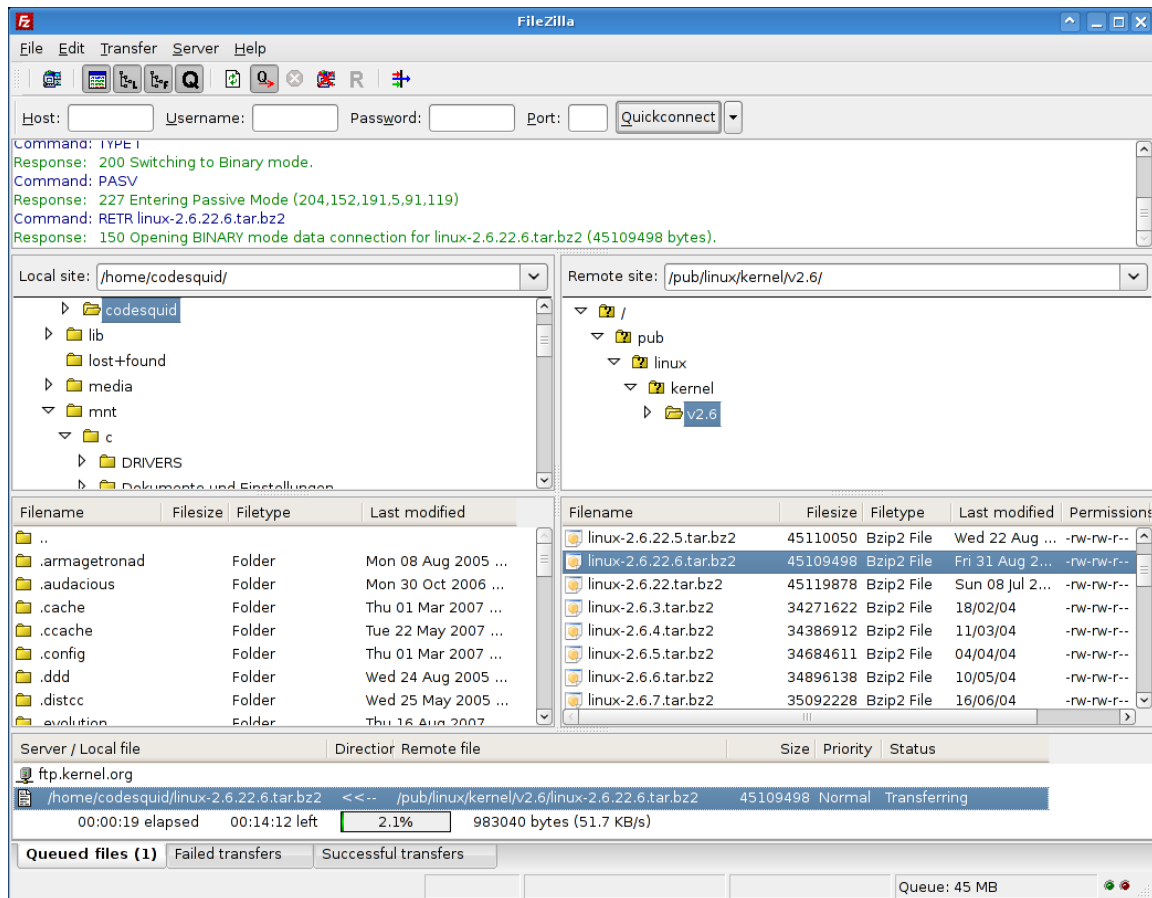 FileZilla
File Edit Transfer Server Help
Host: Username: Password: Port: Quickconnect
Command: TYPE I
Response: 200 Switching to Binary mode.
Command: PASV
Response: 227 Entering Passive Mode (204,152,191,5,91,119)
Command: RETR linux-2.6.22.6.tar.bz2
Response: 150 Opening BINARY mode data connection for linux-2.6.22.6.tar.bz2 (45109498 bytes).
Local site: /home/codesquid/
codesquid
lib
lost+found
media
mnt
c
DRIVERS
Dokumente und Einstellungen
Remote site: /pub/linux/kernel/v2.6/
/
pub
linux
kernel
v2.6
Filename Filesize Filetype Last modified
..
.armagetronad Folder Mon 08 Aug 2005 ...
.audacious Folder Mon 30 Oct 2006 ...
.cache Folder Thu 01 Mar 2007 ...
.ccache Folder Tue 22 May 2007 ...
.config Folder Thu 01 Mar 2007 ...
.ddd Folder Wed 24 Aug 2005 ...
.distcc Folder Wed 25 May 2005 ...
.evolution Folder Thu 16 Aug 2007
Filename Filesize Filetype Last modified Permissions
linux-2.6.22.5.tar.bz2 45110050 Bzip2 File Wed 22 Aug ... -rw-rw-r--
linux-2.6.22.6.tar.bz2 45109498 Bzip2 File Fri 31 Aug 2... -rw-rw-r--
linux-2.6.22.tar.bz2 45119878 Bzip2 File Sun 08 Jul 2... -rw-rw-r--
linux-2.6.3.tar.bz2 34271622 Bzip2 File 18/02/04 -rw-rw-r--
linux-2.6.4.tar.bz2 34386912 Bzip2 File 11/03/04 -rw-rw-r--
linux-2.6.5.tar.bz2 34684611 Bzip2 File 04/04/04 -rw-rw-r--
linux-2.6.6.tar.bz2 34896138 Bzip2 File 10/05/04 -rw-rw-r--
linux-2.6.7.tar.bz2 35092228 Bzip2 File 16/06/04 -rw-rw-r--
Server / Local file Direction Remote file Size Priority Status
ftp.kernel.org
/home/codesquid/linux-2.6.22.6.tar.bz2 <<-- /pub/linux/kernel/v2.6/linux-2.6.22.6.tar.bz2 45109498 Normal Transferring
00:00:19 elapsed 00:14:12 left 2.1% 983040 bytes (51.7 KB/s)
Queued files (1) Failed transfers Successful transfers
Queue: 45 MB